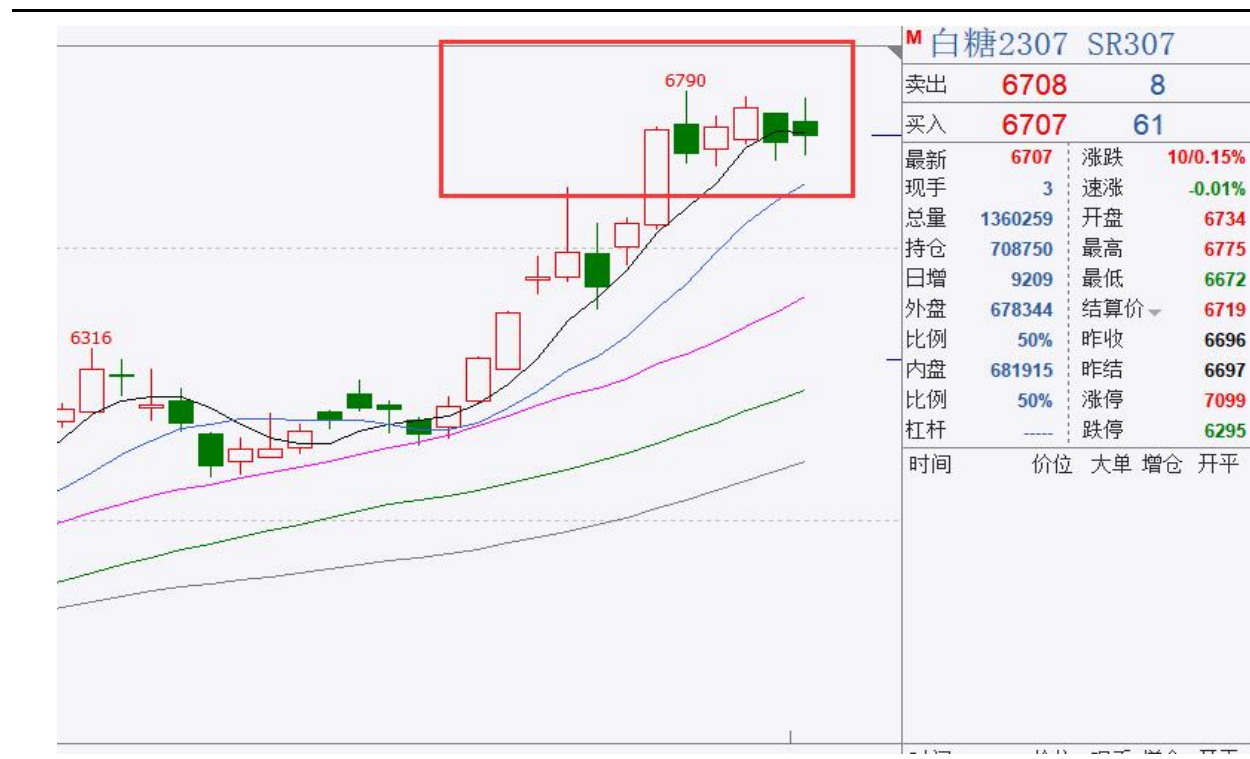 6790
6316
M 白糖2307 SR307
卖出 6708 8
买入 6707 61
最新 6707 涨跌 10/0.15%
现手 3 速涨 -0.01%
总量 1360259 开盘 6734
持仓 708750 最高 6775
日增 9209 最低 6672
外盘 678344 结算价 6719
比例 50% 昨收 6696
内盘 681915 昨结 6697
比例 50% 涨停 7099
杠杆 ----- 跌停 6295
时间 价位 大单 增仓 开平